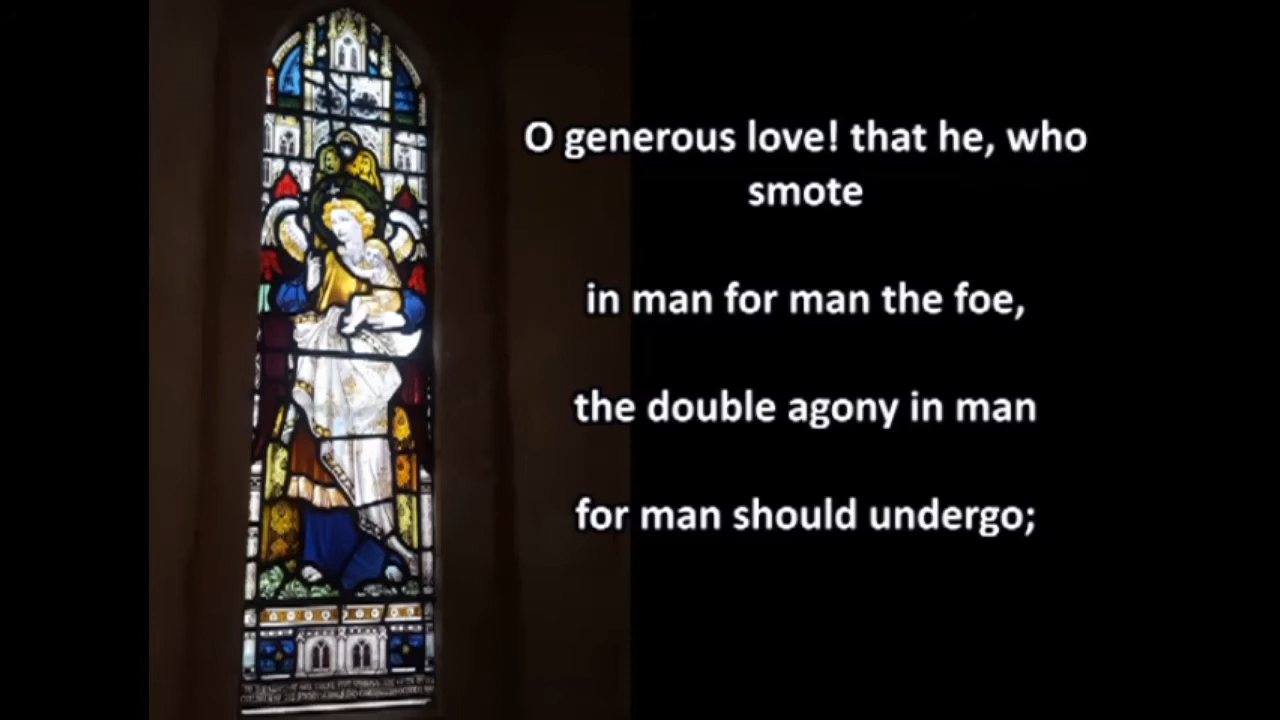 O generous love! that he, who
smote
in man for man the foe,
the double agony in man
for man should undergo;